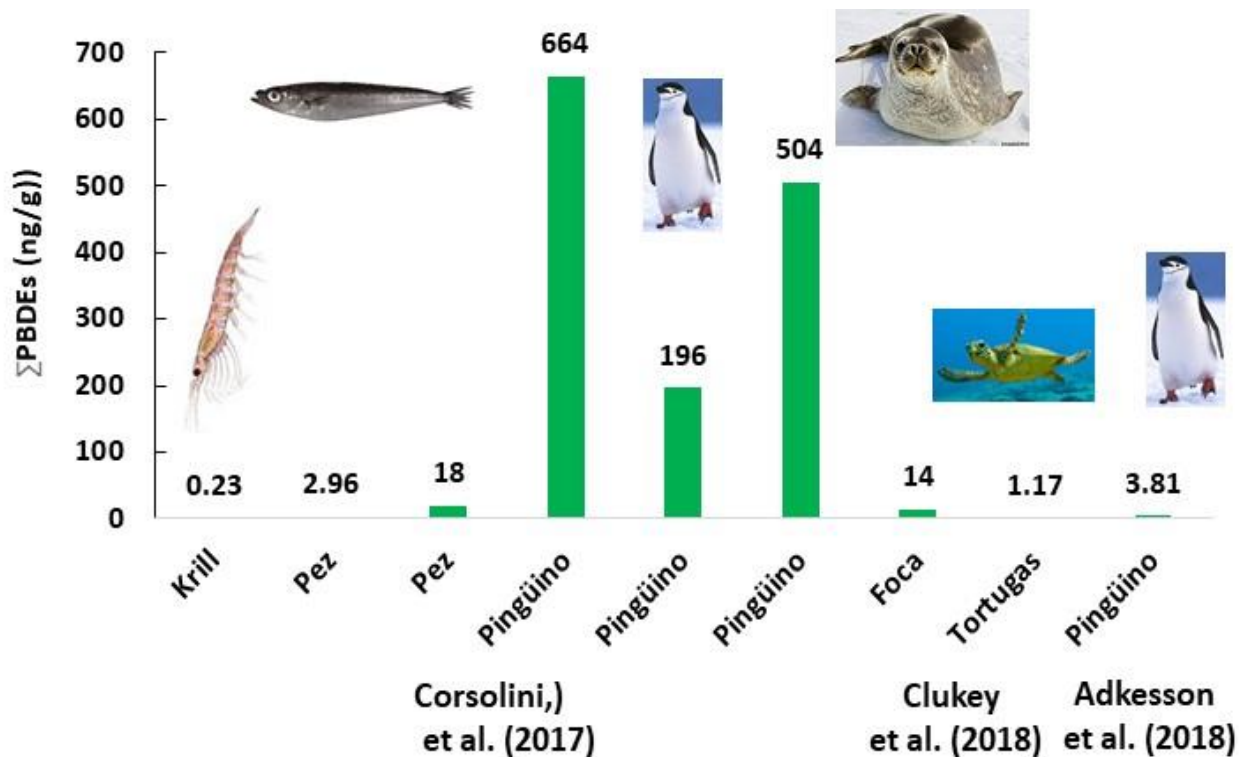 ∑PBDEs (ng/g))
700
600
500
400
300
200
100
0
0.23
2.96
18
664
196
504
14
1.17
3.81
Krill
Pez
Pez
Pingüino
Pingüino
Pingüino
Foca
Tortugas
Pingüino
Corsolini,)
et al. (2017)
Clukey
et al. (2018)
Adkesson
et al. (2018)